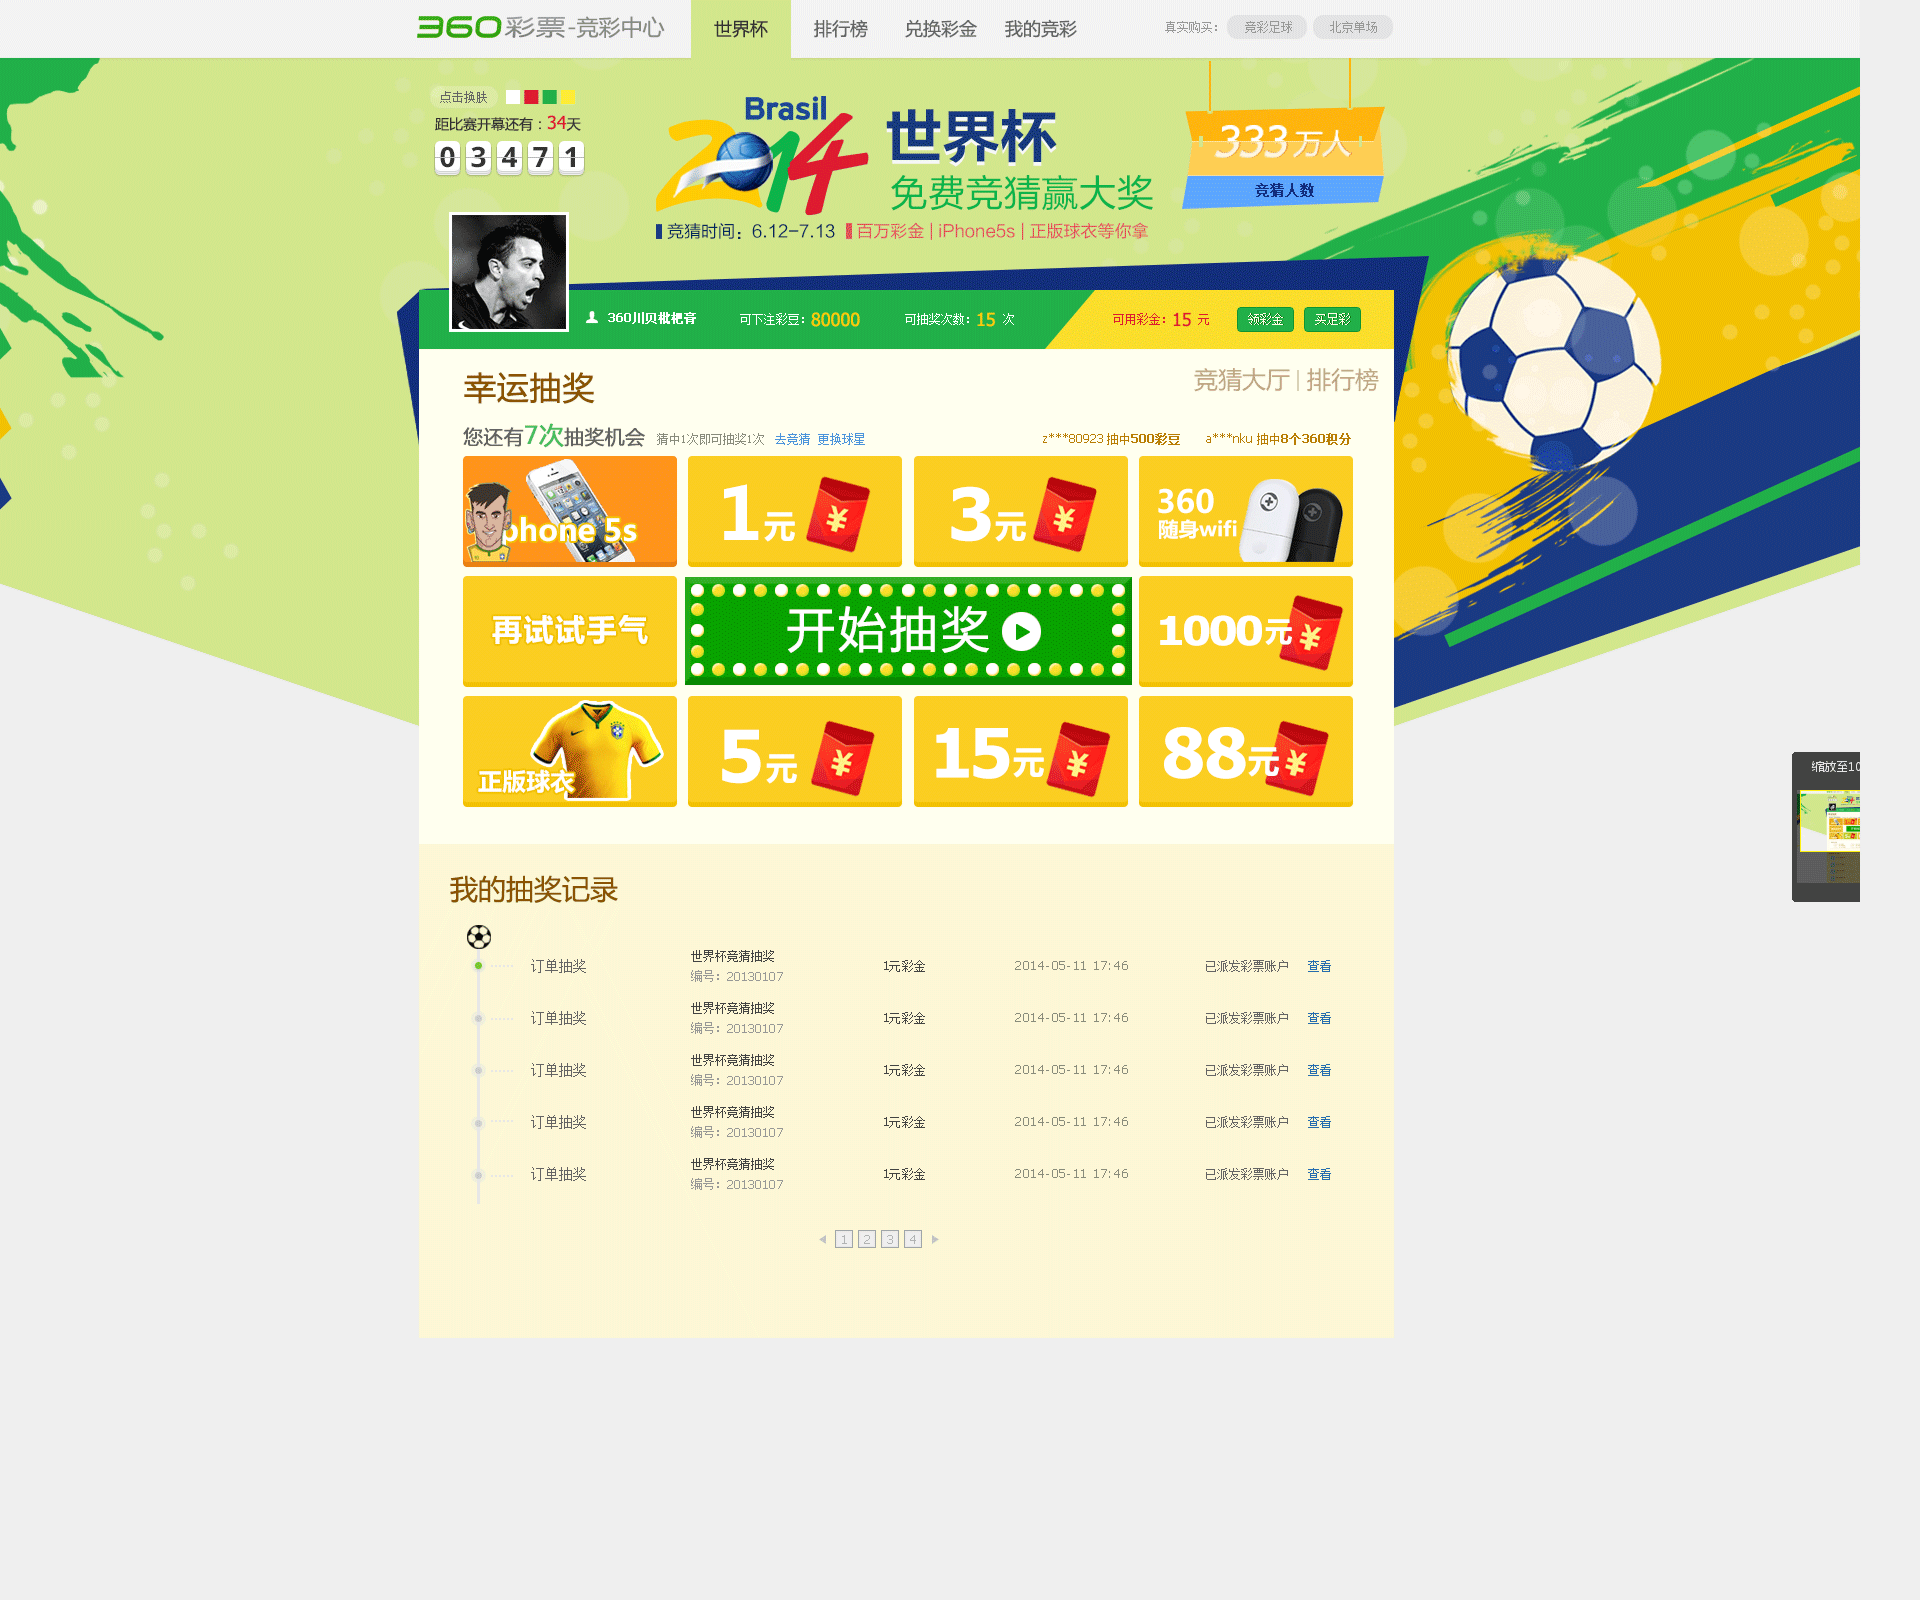 360彩票-竞彩中心
世界杯 排行榜 兑换彩金 我的竞彩
真实购买： 竞彩足球 北京单场
点击换肤
距比赛开幕还有：34天
0 3 4 7 1
Brasil
2014
世界杯
免费竞猜赢大奖
竞猜时间：6.12-7.13 百万彩金 | iPhone5s | 正版球衣等你拿
333万人
竞猜人数
360川贝枇杷膏 可下注彩豆：80000 可抽奖次数：15 次 可用彩金：15 元 领彩金 买足彩
幸运抽奖
竞猜大厅 | 排行榜
您还有7次抽奖机会 猜中1次即可抽奖1次 去竞猜 更换球星
z***80923 抽中500彩豆 a***nku 抽中8个360积分
phone 5s
1元
3元
360
随身wifi
再试试手气
开始抽奖
1000元
正版球衣
5元
15元
88元
缩放至10
我的抽奖记录
订单抽奖 世界杯竞猜抽奖 1元彩金 2014-05-11 17:46 已派发彩票账户 查看
编号：20130107
订单抽奖 世界杯竞猜抽奖 1元彩金 2014-05-11 17:46 已派发彩票账户 查看
编号：20130107
订单抽奖 世界杯竞猜抽奖 1元彩金 2014-05-11 17:46 已派发彩票账户 查看
编号：20130107
订单抽奖 世界杯竞猜抽奖 1元彩金 2014-05-11 17:46 已派发彩票账户 查看
编号：20130107
订单抽奖 世界杯竞猜抽奖 1元彩金 2014-05-11 17:46 已派发彩票账户 查看
编号：20130107
1 2 3 4